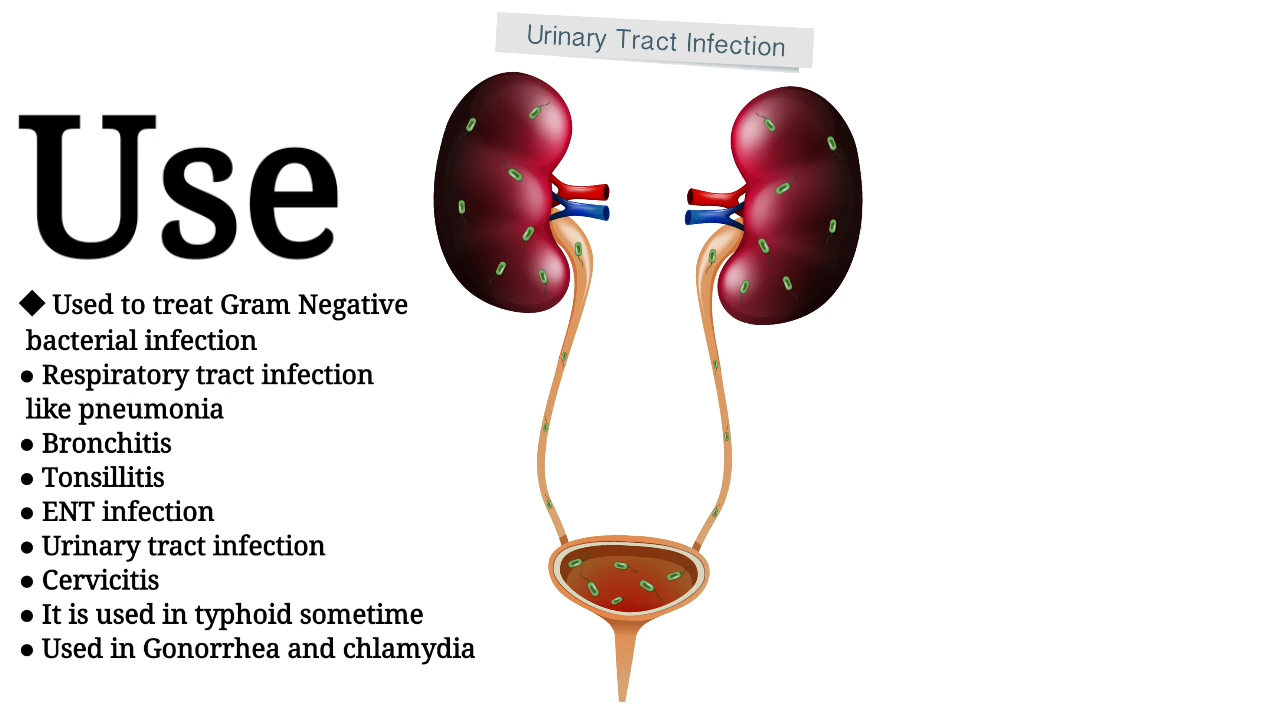 Urinary Tract Infection
Use
◆ Used to treat Gram Negative
bacterial infection
● Respiratory tract infection
like pneumonia
● Bronchitis
● Tonsillitis
● ENT infection
● Urinary tract infection
● Cervicitis
● It is used in typhoid sometime
● Used in Gonorrhea and chlamydia